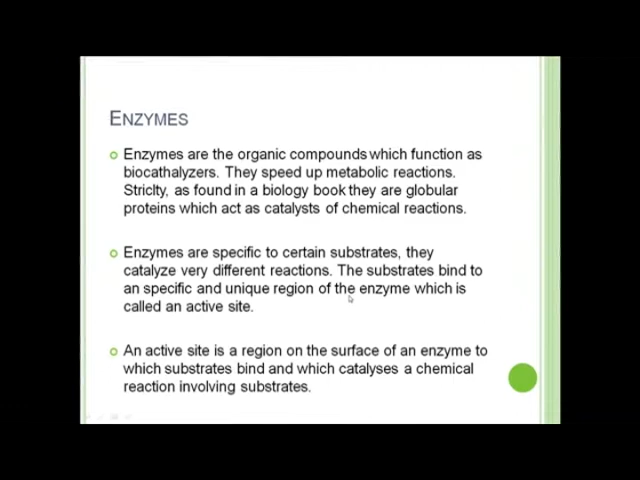 ENZYMES
Enzymes are the organic compounds which function as
biocathalyzers. They speed up metabolic reactions.
Striclty, as found in a biology book they are globular
proteins which act as catalysts of chemical reactions.
Enzymes are specific to certain substrates, they
catalyze very different reactions. The substrates bind to
an specific and unique region of the enzyme which is
called an active site.
An active site is a region on the surface of an enzyme to
which substrates bind and which catalyses a chemical
reaction involving substrates.